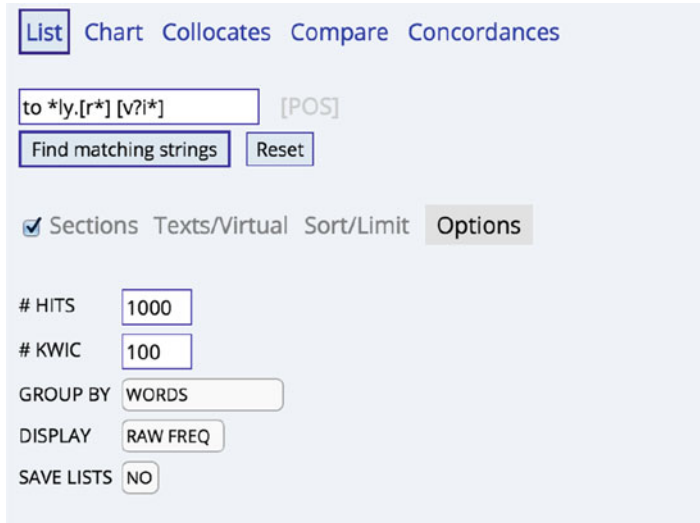 List Chart Collocates Compare Concordances
to *ly.[r*] [v?i*] [POS]
Find matching strings Reset
Sections Texts/Virtual Sort/Limit Options
# HITS 1000
# KWIC 100
GROUP BY WORDS
DISPLAY RAW FREQ
SAVE LISTS NO